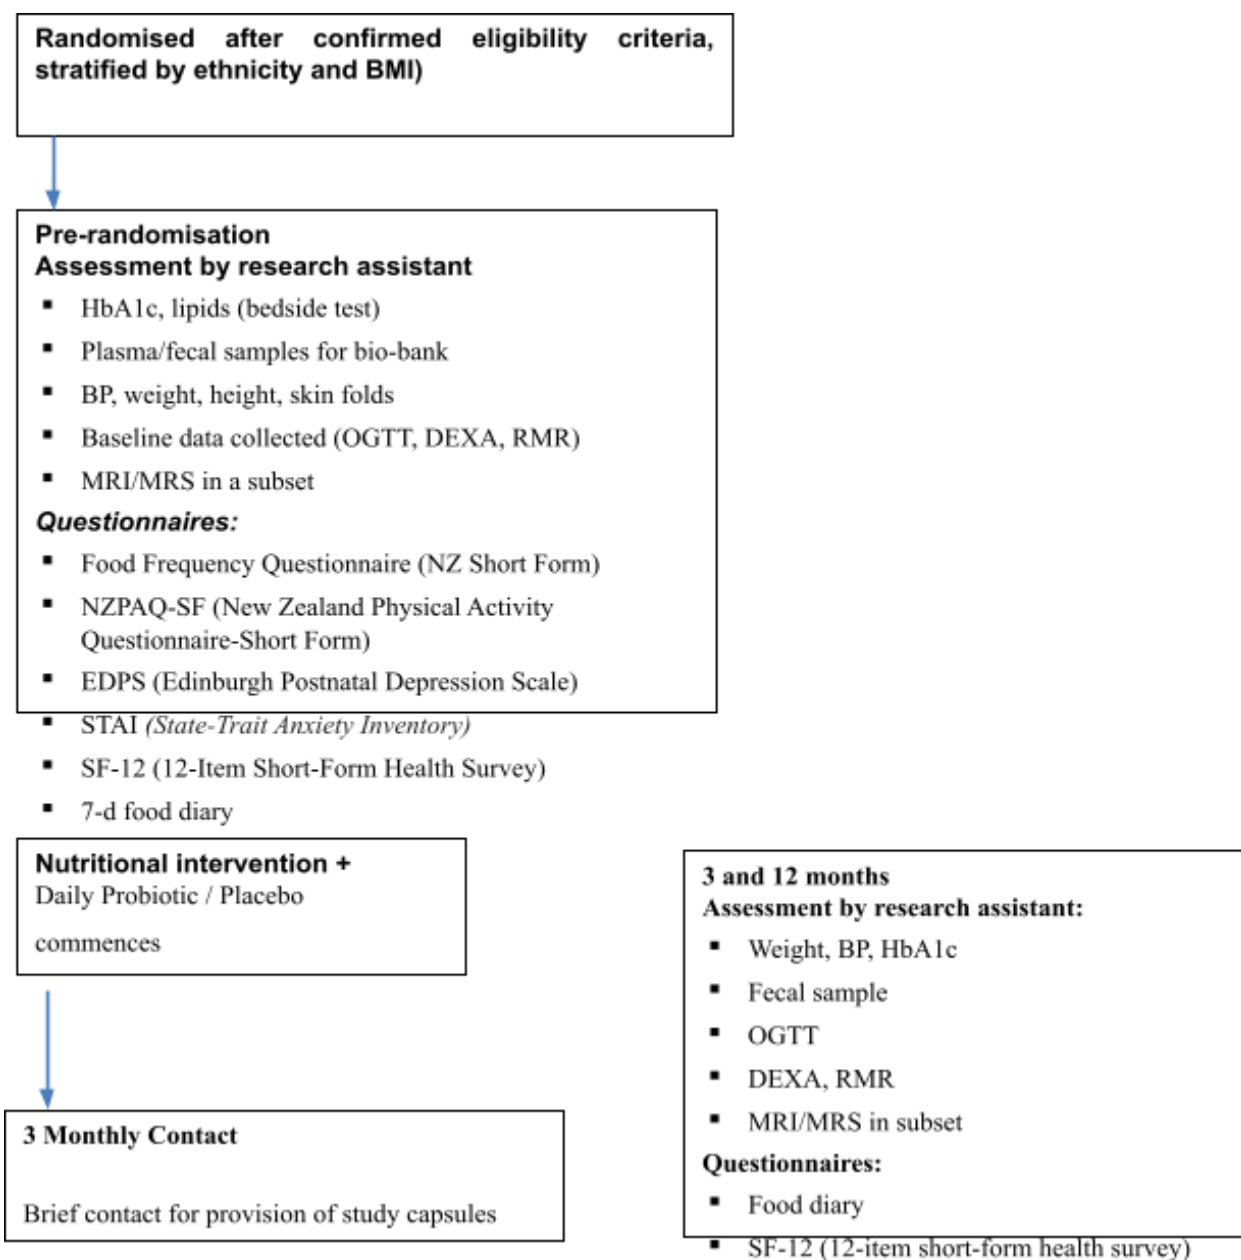 Randomised after confirmed eligibility criteria,
stratified by ethnicity and BMI)
Pre-randomisation
Assessment by research assistant
▪ HbA1c, lipids (bedside test)
▪ Plasma/fecal samples for bio-bank
▪ BP, weight, height, skin folds
▪ Baseline data collected (OGTT, DEXA, RMR)
▪ MRI/MRS in a subset
Questionnaires:
▪ Food Frequency Questionnaire (NZ Short Form)
▪ NZPAQ-SF (New Zealand Physical Activity
Questionnaire-Short Form)
▪ EDPS (Edinburgh Postnatal Depression Scale)
▪ STAI (State-Trait Anxiety Inventory)
▪ SF-12 (12-Item Short-Form Health Survey)
▪ 7-d food diary
Nutritional intervention +
Daily Probiotic / Placebo
commences
3 Monthly Contact
Brief contact for provision of study capsules
3 and 12 months
Assessment by research assistant:
▪ Weight, BP, HbA1c
▪ Fecal sample
▪ OGTT
▪ DEXA, RMR
▪ MRI/MRS in subset
Questionnaires:
▪ Food diary
▪ SF-12 (12-item short-form health survey)